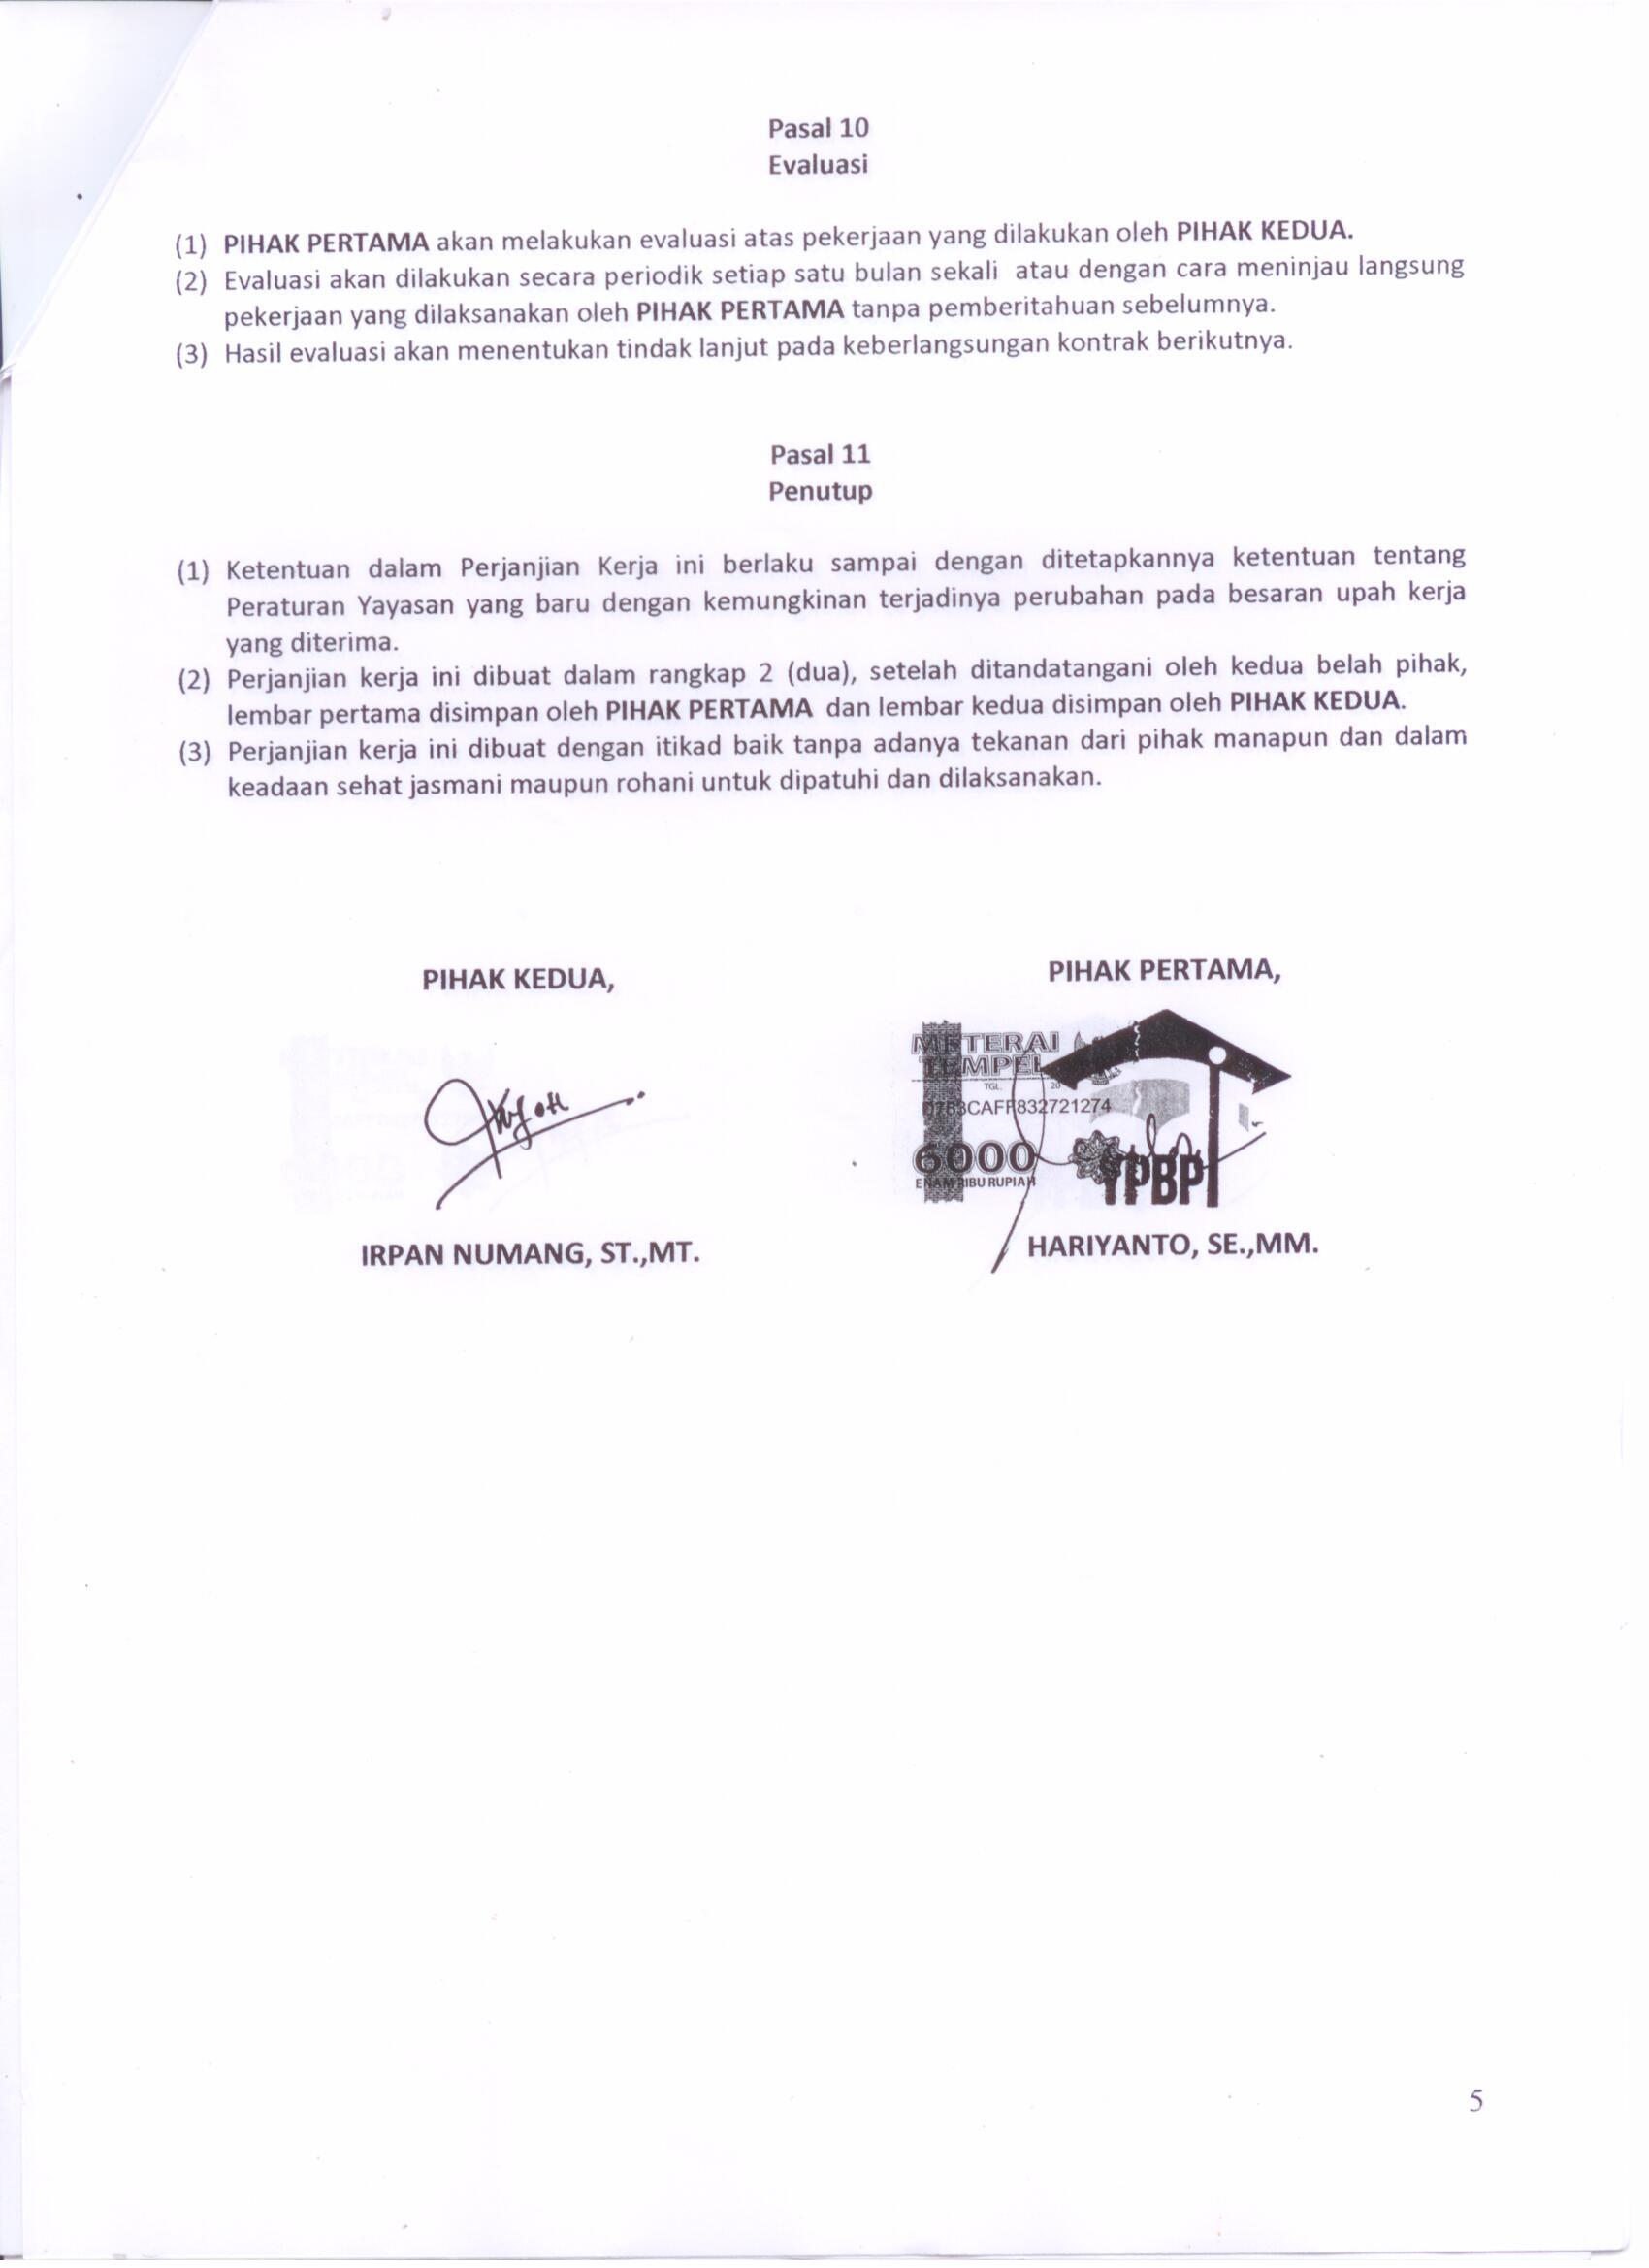 Pasal 10
Evaluasi
(1) PIHAK PERTAMA akan melakukan evaluasi atas pekerjaan yang dilakukan oleh PIHAK KEDUA.
(2) Evaluasi akan dilakukan secara periodik setiap satu bulan sekali atau dengan cara meninjau langsung
pekerjaan yang dilaksanakan oleh PIHAK PERTAMA tanpa pemberitahuan sebelumnya.
(3) Hasil evaluasi akan menentukan tindak lanjut pada keberlangsungan kontrak berikutnya.
Pasal 11
Penutup
(1) Ketentuan dalam Perjanjian Kerja ini berlaku sampai dengan ditetapkannya ketentuan tentang
Peraturan Yayasan yang baru dengan kemungkinan terjadinya perubahan pada besaran upah kerja
yang diterima.
(2) Perjanjian kerja ini dibuat dalam rangkap 2 (dua), setelah ditandatangani oleh kedua belah pihak,
lembar pertama disimpan oleh PIHAK PERTAMA dan lembar kedua disimpan oleh PIHAK KEDUA.
(3) Perjanjian kerja ini dibuat dengan itikad baik tanpa adanya tekanan dari pihak manapun dan dalam
keadaan sehat jasmani maupun rohani untuk dipatuhi dan dilaksanakan.
PIHAK KEDUA,
PIHAK PERTAMA,
METERAI
TEMPEL
TGL. 20
6000
ENAM RIBU RUPIAH
YPBPI
IRPAN NUMANG, ST.,MT.
HARIYANTO, SE.,MM.
5